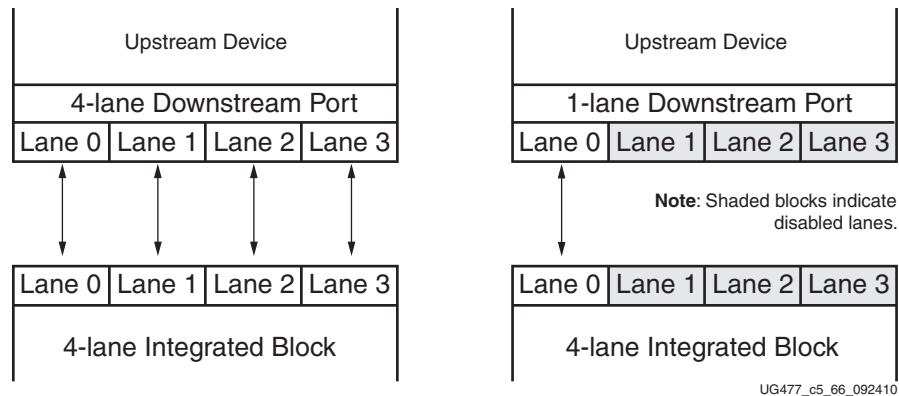 Upstream Device
4-lane Downstream Port
Lane 0 Lane 1 Lane 2 Lane 3
Lane 0 Lane 1 Lane 2 Lane 3
4-lane Integrated Block
Upstream Device
1-lane Downstream Port
Lane 0 Lane 1 Lane 2 Lane 3
Note: Shaded blocks indicate
disabled lanes.
Lane 0 Lane 1 Lane 2 Lane 3
4-lane Integrated Block
UG477_c5_66_092410